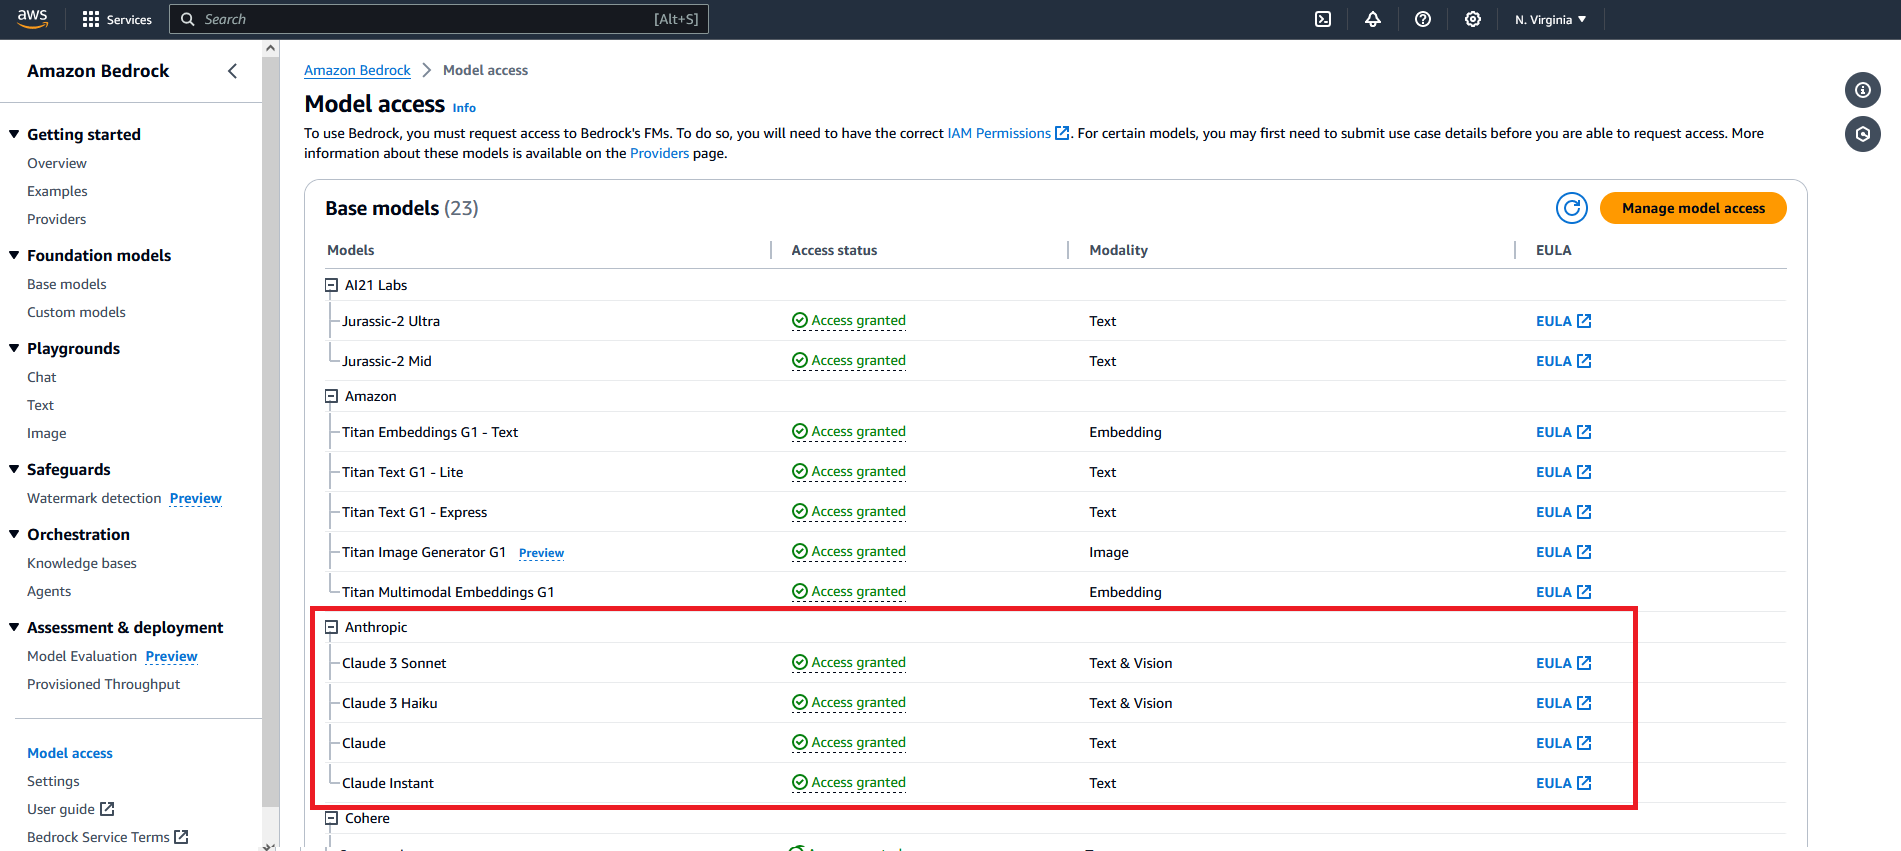 aws Services Search [Alt+S] N. Virginia
Amazon Bedrock
Getting started
Overview
Examples
Providers
Foundation models
Base models
Custom models
Playgrounds
Chat
Text
Image
Safeguards
Watermark detection Preview
Orchestration
Knowledge bases
Agents
Assessment & deployment
Model Evaluation Preview
Provisioned Throughput
Model access
Settings
User guide
Bedrock Service Terms
Amazon Bedrock > Model access
Model access Info
To use Bedrock, you must request access to Bedrock's FMs. To do so, you will need to have the correct IAM Permissions. For certain models, you may first need to submit use case details before you are able to request access. More
information about these models is available on the Providers page.
Base models (23) Manage model access
Models Access status Modality EULA
AI21 Labs
Jurassic-2 Ultra Access granted Text EULA
Jurassic-2 Mid Access granted Text EULA
Amazon
Titan Embeddings G1 - Text Access granted Embedding EULA
Titan Text G1 - Lite Access granted Text EULA
Titan Text G1 - Express Access granted Text EULA
Titan Image Generator G1 Preview Access granted Image EULA
Titan Multimodal Embeddings G1 Access granted Embedding EULA
Anthropic
Claude 3 Sonnet Access granted Text & Vision EULA
Claude 3 Haiku Access granted Text & Vision EULA
Claude Access granted Text EULA
Claude Instant Access granted Text EULA
Cohere